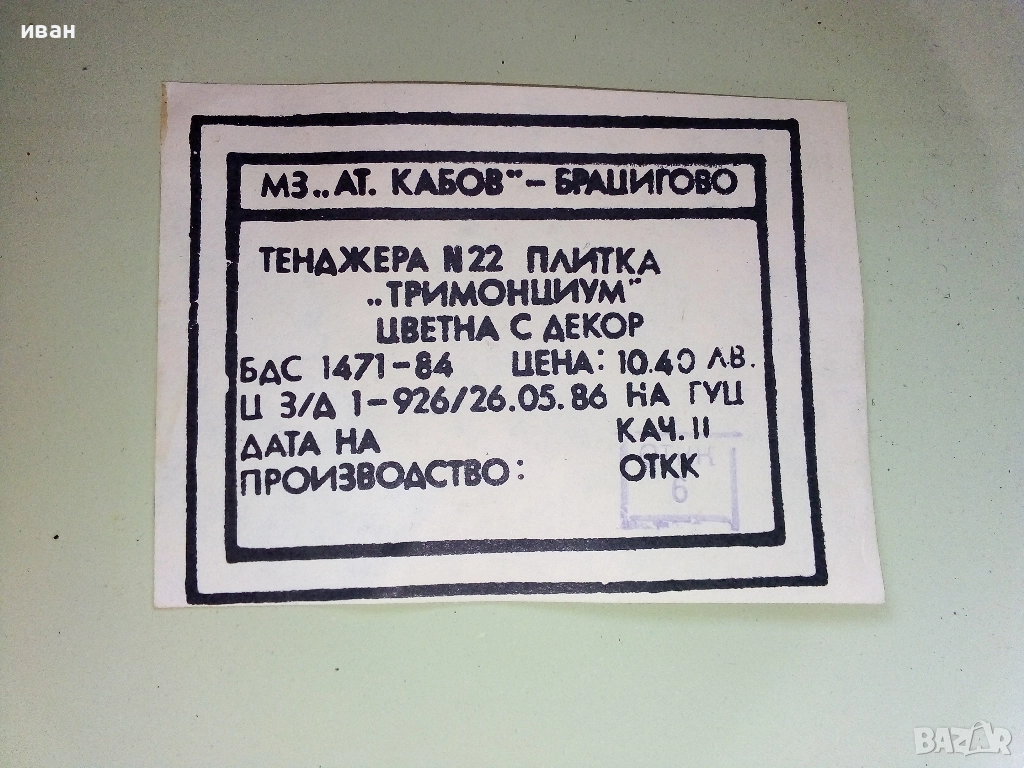 иван
МЗ „АТ. КАБОВ" – БРАЦИГОВО
ТЕНДЖЕРА N22 ПЛИТКА
„ТРИМОНЦИУМ"
ЦВЕТНА С ДЕКОР
БДС 1471-84 ЦЕНА: 10.40 ЛВ.
Ц З/Д 1-926/26.05.86 НА ГУЦ
ДАТА НА КАЧ. II
ПРОИЗВОДСТВО: ОТКК
6
BAZAR